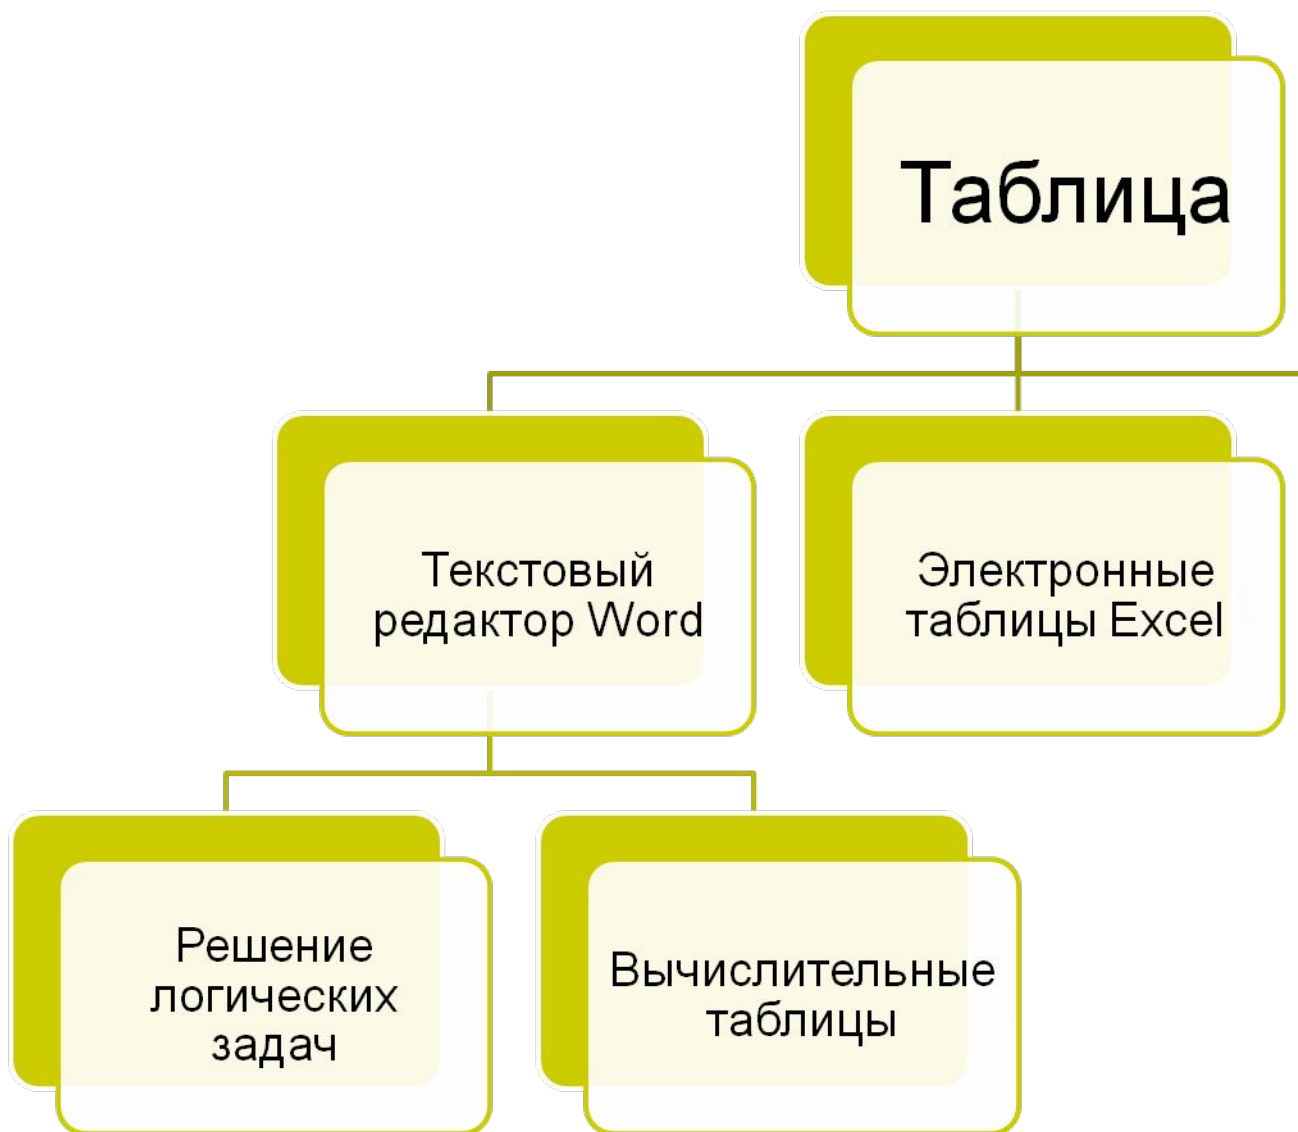 Таблица
Текстовый
редактор Word
Электронные
таблицы Excel
Решение
логических
задач
Вычислительные
таблицы